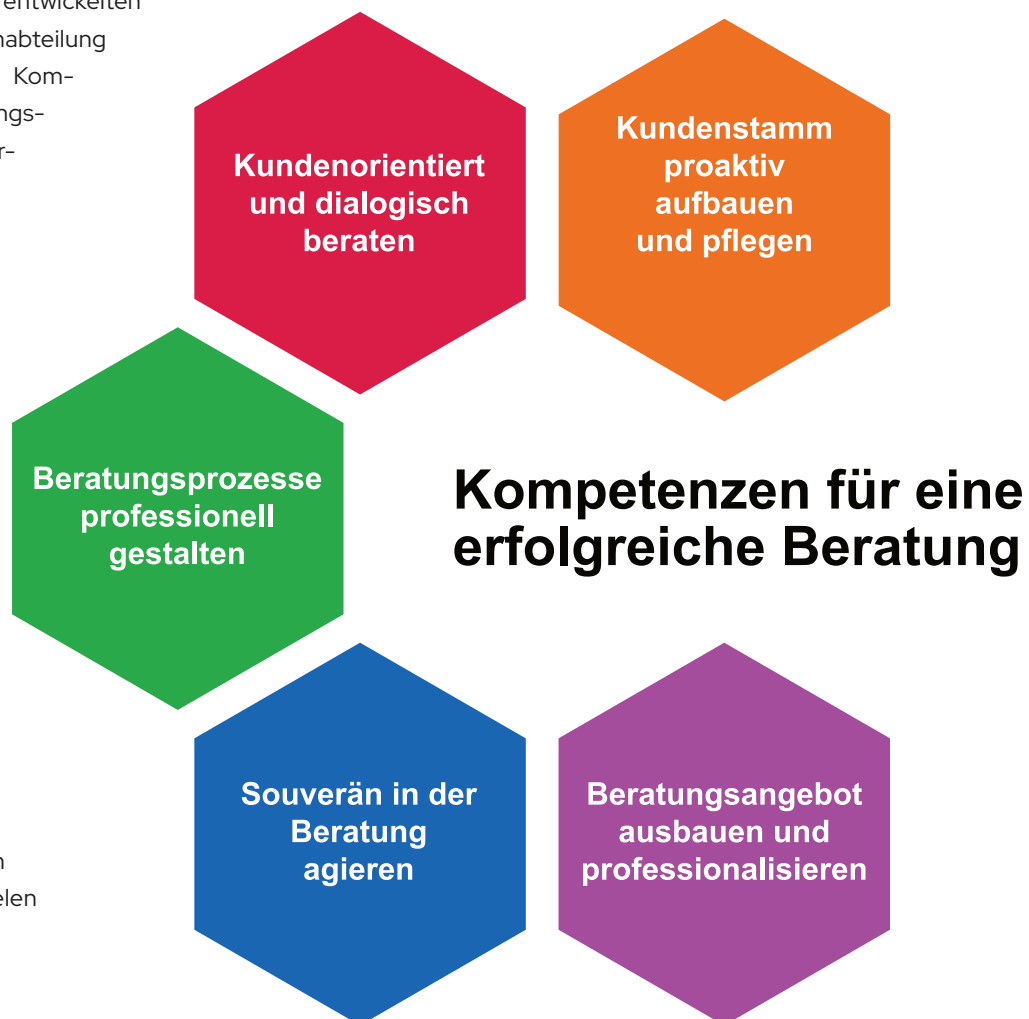 entwickelten
abteilung
Kom-
ngs-
r-
Kundenorientiert
und dialogisch
beraten
Kundenstamm
proaktiv
aufbauen
und pflegen
Beratungsprozesse
professionell
gestalten
Kompetenzen für eine
erfolgreiche Beratung
Souverän in der
Beratung
agieren
Beratungsangebot
ausbauen und
professionalisieren
elen